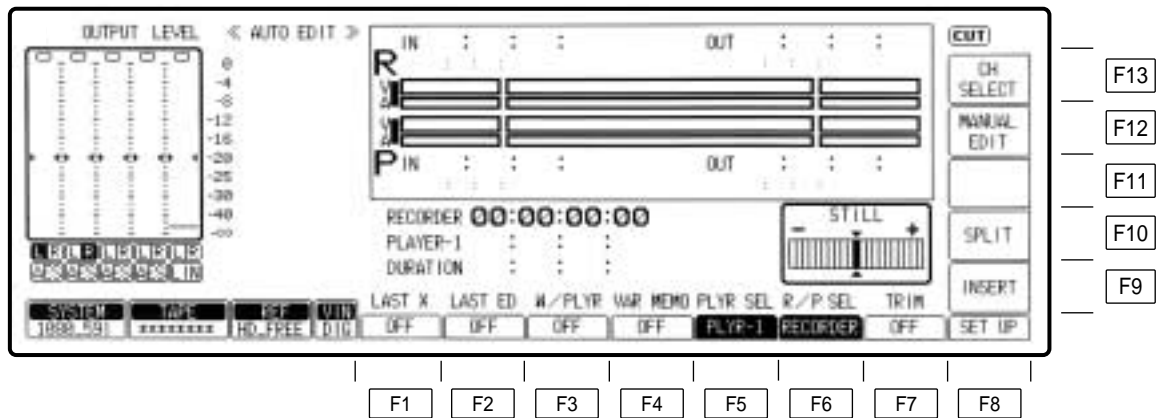 OUTPUT LEVEL
≪ AUTO EDIT ≫
0
-4
-8
-12
-16
-20
-25
-30
-40
-60
L R L R L R L R L R
LIN
SYSTEM TAPE REF VIN
1080_59I ******** HD_FREE DIG
IN : : : OUT : : :
R
V
A
V
A
P IN : : : OUT : : :
RECORDER 00:00:00:00
PLAYER-1 : : :
DURATION : : :
STILL
- +
LAST X LAST ED W/PLYR VAR MEMO PLYR SEL R/P SEL TRIM
OFF OFF OFF OFF PLYR-1 RECORDER OFF SET UP
CUT
CH SELECT
MANUAL EDIT
SPLIT
INSERT
F13
F12
F11
F10
F9
F1 F2 F3 F4 F5 F6 F7 F8